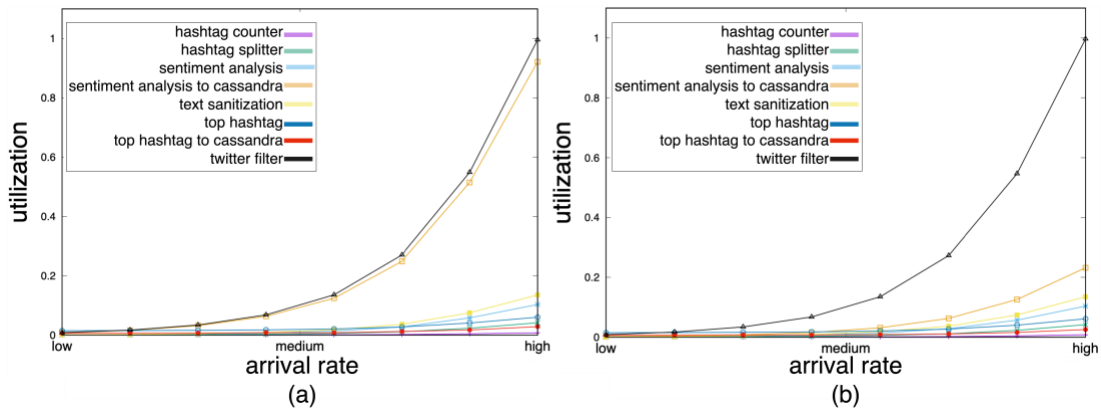 1
0.8
0.6
0.4
0.2
0
utilization
hashtag counter
hashtag splitter
sentiment analysis
sentiment analysis to cassandra
text sanitization
top hashtag
top hashtag to cassandra
twitter filter
low
medium
high
arrival rate
(a)
1
0.8
0.6
0.4
0.2
0
utilization
hashtag counter
hashtag splitter
sentiment analysis
sentiment analysis to cassandra
text sanitization
top hashtag
top hashtag to cassandra
twitter filter
low
medium
high
arrival rate
(b)